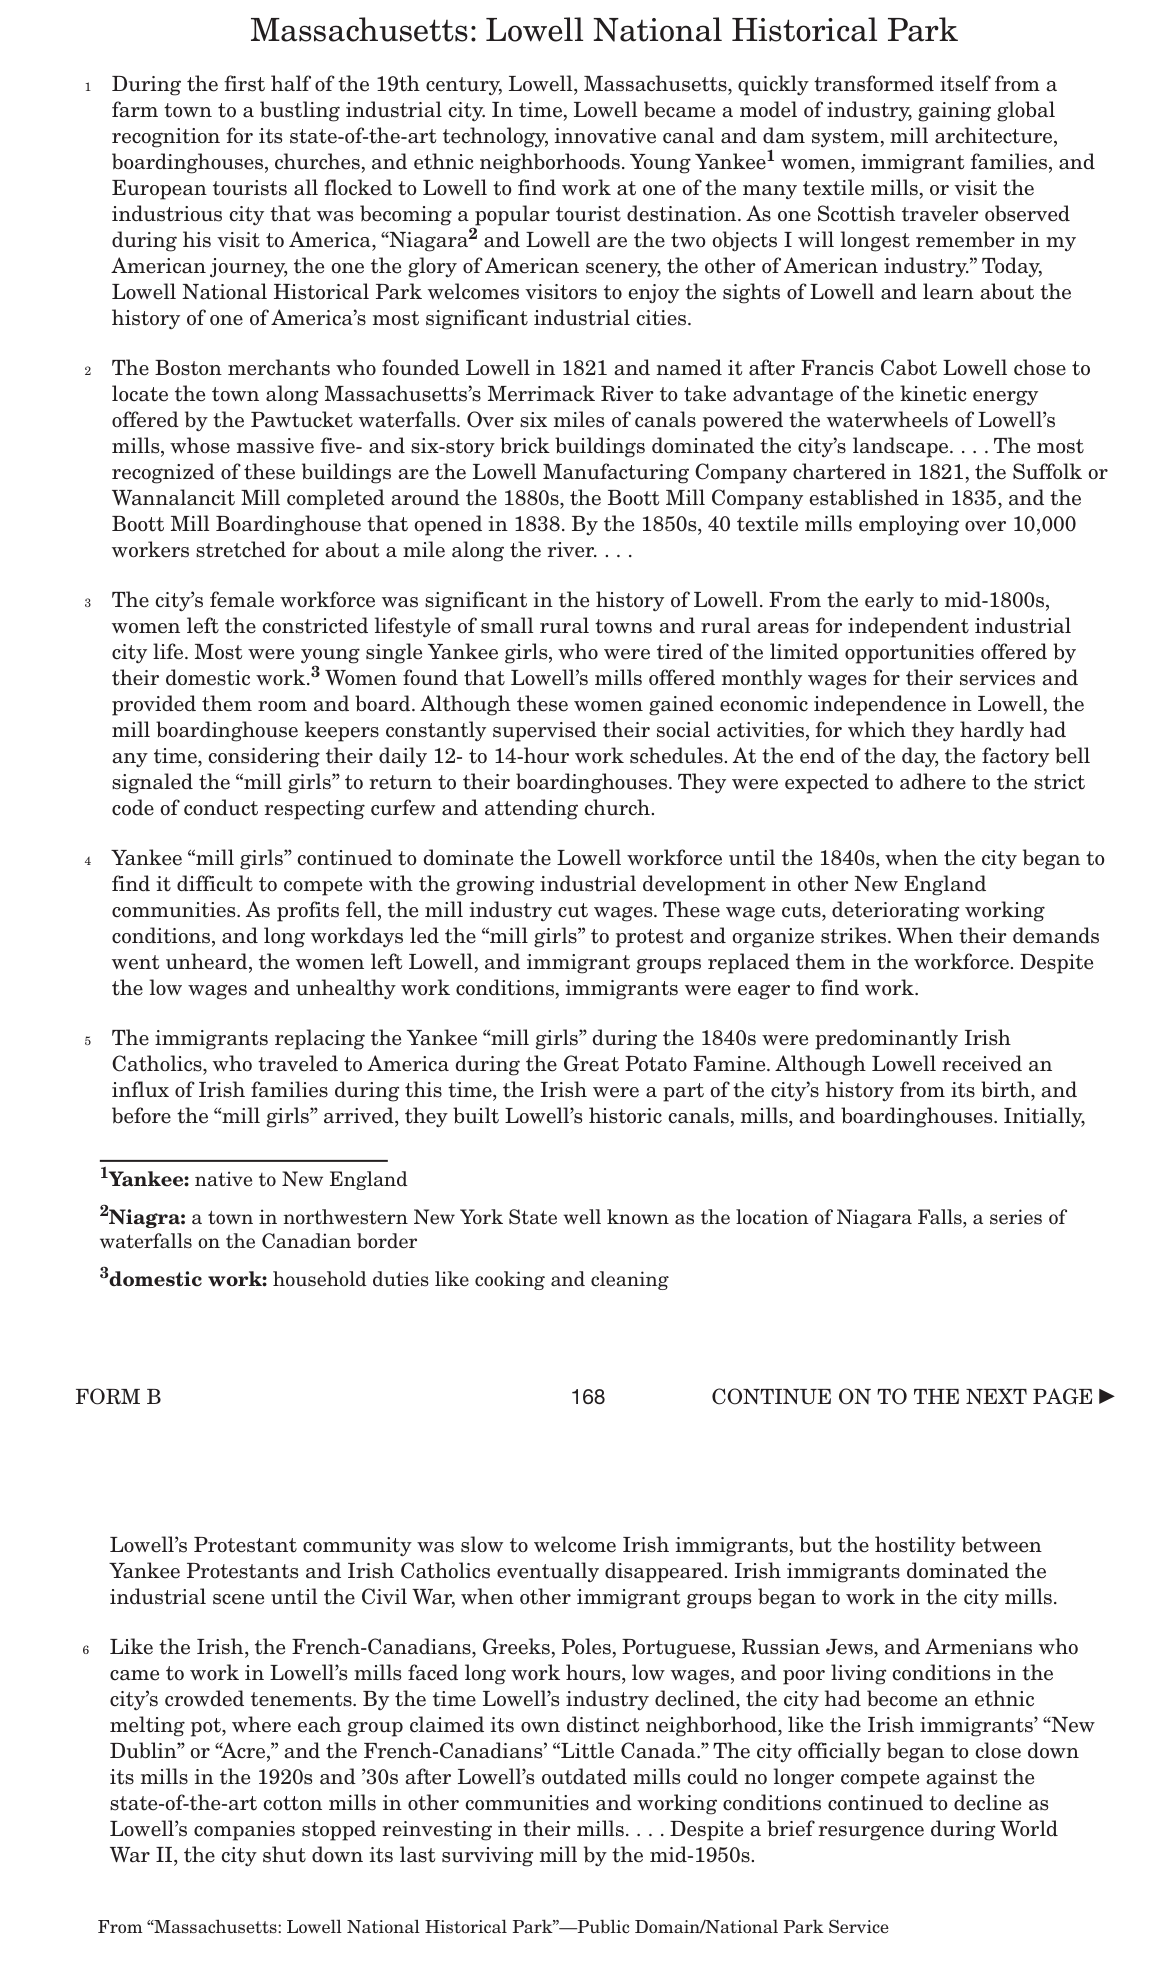 Massachusetts: Lowell National Historical Park
1 During the first half of the 19th century, Lowell, Massachusetts, quickly transformed itself from a
farm town to a bustling industrial city. In time, Lowell became a model of industry, gaining global
recognition for its state-of-the-art technology, innovative canal and dam system, mill architecture,
boardinghouses, churches, and ethnic neighborhoods. Young Yankee1 women, immigrant families, and
European tourists all flocked to Lowell to find work at one of the many textile mills, or visit the
industrious city that was becoming a popular tourist destination. As one Scottish traveler observed
during his visit to America, “Niagara2 and Lowell are the two objects I will longest remember in my
American journey, the one the glory of American scenery, the other of American industry.” Today,
Lowell National Historical Park welcomes visitors to enjoy the sights of Lowell and learn about the
history of one of America’s most significant industrial cities.
2 The Boston merchants who founded Lowell in 1821 and named it after Francis Cabot Lowell chose to
locate the town along Massachusetts’s Merrimack River to take advantage of the kinetic energy
offered by the Pawtucket waterfalls. Over six miles of canals powered the waterwheels of Lowell’s
mills, whose massive five- and six-story brick buildings dominated the city’s landscape. . . . The most
recognized of these buildings are the Lowell Manufacturing Company chartered in 1821, the Suffolk or
Wannalancit Mill completed around the 1880s, the Boott Mill Company established in 1835, and the
Boott Mill Boardinghouse that opened in 1838. By the 1850s, 40 textile mills employing over 10,000
workers stretched for about a mile along the river. . . .
3 The city’s female workforce was significant in the history of Lowell. From the early to mid-1800s,
women left the constricted lifestyle of small rural towns and rural areas for independent industrial
city life. Most were young single Yankee girls, who were tired of the limited opportunities offered by
their domestic work.3 Women found that Lowell’s mills offered monthly wages for their services and
provided them room and board. Although these women gained economic independence in Lowell, the
mill boardinghouse keepers constantly supervised their social activities, for which they hardly had
any time, considering their daily 12- to 14-hour work schedules. At the end of the day, the factory bell
signaled the “mill girls” to return to their boardinghouses. They were expected to adhere to the strict
code of conduct respecting curfew and attending church.
4 Yankee “mill girls” continued to dominate the Lowell workforce until the 1840s, when the city began to
find it difficult to compete with the growing industrial development in other New England
communities. As profits fell, the mill industry cut wages. These wage cuts, deteriorating working
conditions, and long workdays led the “mill girls” to protest and organize strikes. When their demands
went unheard, the women left Lowell, and immigrant groups replaced them in the workforce. Despite
the low wages and unhealthy work conditions, immigrants were eager to find work.
5 The immigrants replacing the Yankee “mill girls” during the 1840s were predominantly Irish
Catholics, who traveled to America during the Great Potato Famine. Although Lowell received an
influx of Irish families during this time, the Irish were a part of the city’s history from its birth, and
before the “mill girls” arrived, they built Lowell’s historic canals, mills, and boardinghouses. Initially,
1Yankee: native to New England
2Niagra: a town in northwestern New York State well known as the location of Niagara Falls, a series of
waterfalls on the Canadian border
3domestic work: household duties like cooking and cleaning
FORM B 168 CONTINUE ON TO THE NEXT PAGE ►
Lowell’s Protestant community was slow to welcome Irish immigrants, but the hostility between
Yankee Protestants and Irish Catholics eventually disappeared. Irish immigrants dominated the
industrial scene until the Civil War, when other immigrant groups began to work in the city mills.
6 Like the Irish, the French-Canadians, Greeks, Poles, Portuguese, Russian Jews, and Armenians who
came to work in Lowell’s mills faced long work hours, low wages, and poor living conditions in the
city’s crowded tenements. By the time Lowell’s industry declined, the city had become an ethnic
melting pot, where each group claimed its own distinct neighborhood, like the Irish immigrants’ “New
Dublin” or “Acre,” and the French-Canadians’ “Little Canada.” The city officially began to close down
its mills in the 1920s and ’30s after Lowell’s outdated mills could no longer compete against the
state-of-the-art cotton mills in other communities and working conditions continued to decline as
Lowell’s companies stopped reinvesting in their mills. . . . Despite a brief resurgence during World
War II, the city shut down its last surviving mill by the mid-1950s.
From “Massachusetts: Lowell National Historical Park”—Public Domain/National Park Service